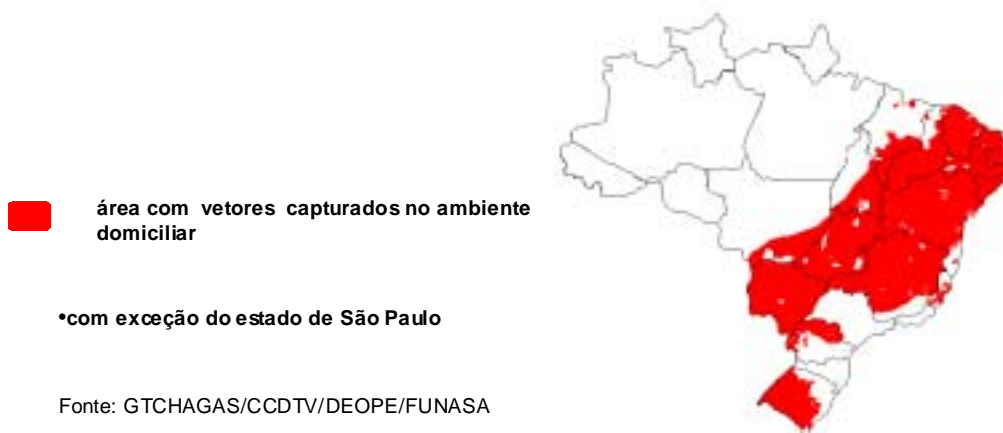 área com vetores capturados no ambiente
domiciliar
•com exceção do estado de São Paulo
Fonte: GTCHAGAS/CCDTV/DEOPE/FUNASA